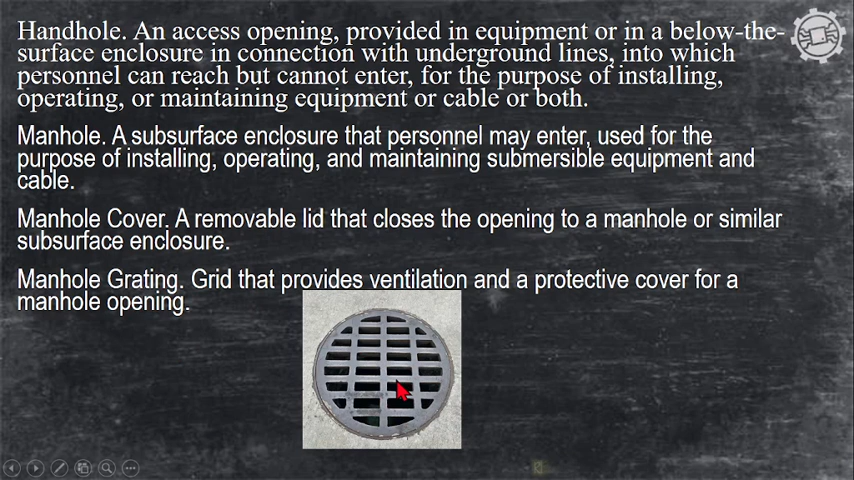 Handhole. An access opening, provided in equipment or in a below-the-
surface enclosure in connection with underground lines, into which
personnel can reach but cannot enter, for the purpose of installing,
operating, or maintaining equipment or cable or both.
Manhole. A subsurface enclosure that personnel may enter, used for the
purpose of installing, operating, and maintaining submersible equipment and
cable.
Manhole Cover. A removable lid that closes the opening to a manhole or similar
subsurface enclosure.
Manhole Grating. Grid that provides ventilation and a protective cover for a
manhole opening.